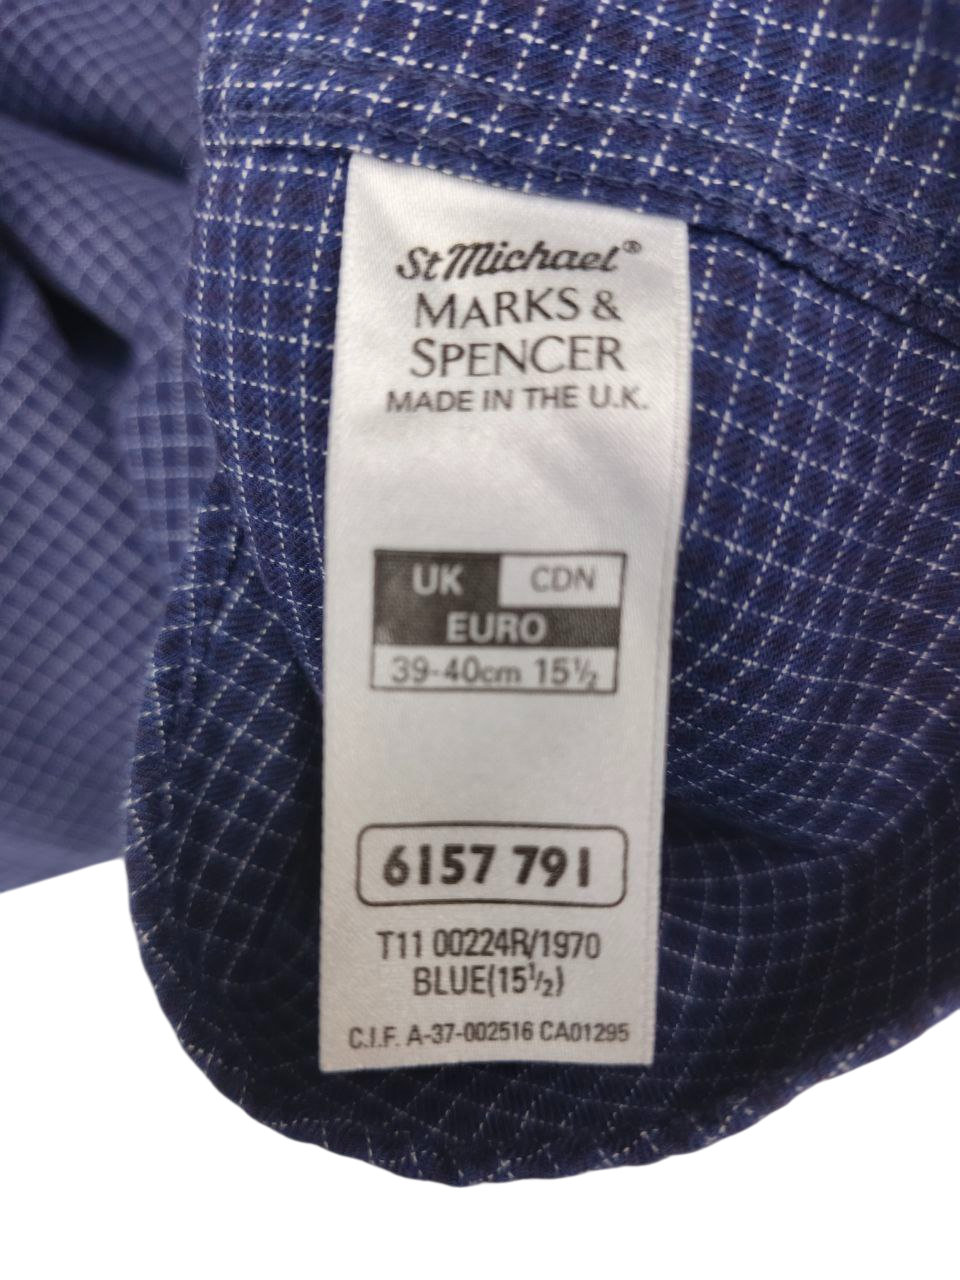 St Michael®
MARKS &
SPENCER
MADE IN THE U.K.
UK CDN
EURO
39-40cm 15½
6157 791
T11 00224R/1970
BLUE(15½)
C.I.F. A-37-002516 CA01295